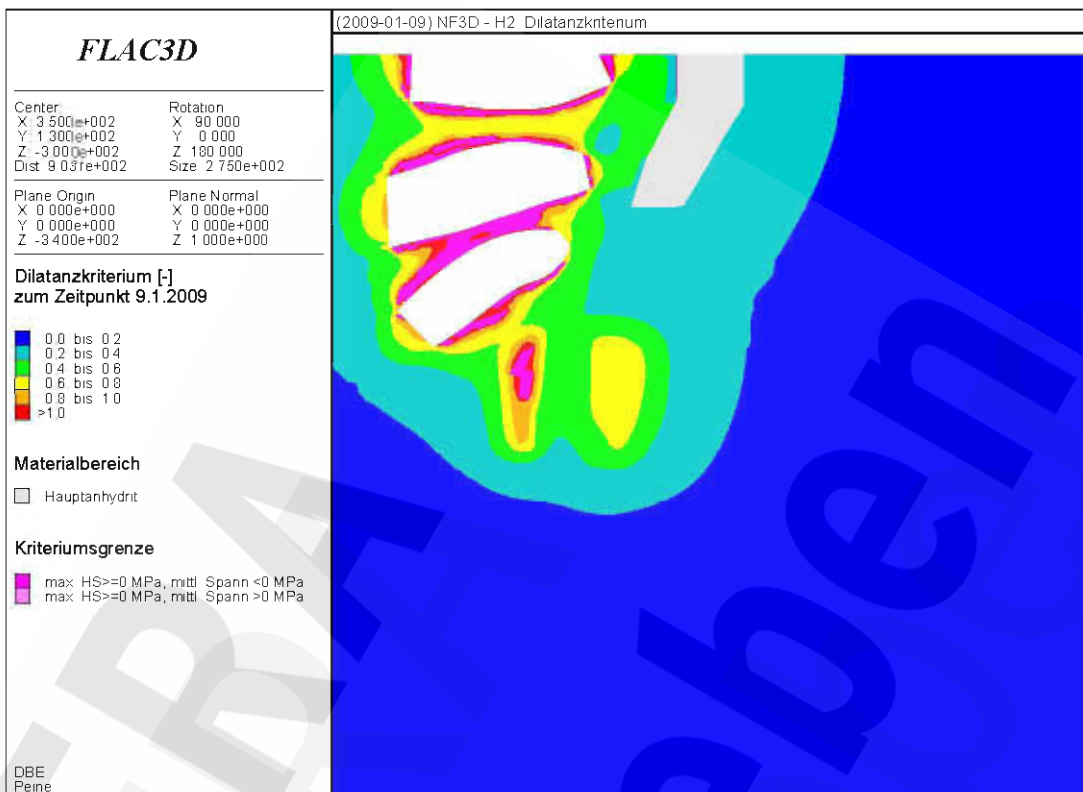 (2009-01-09) NF3D - H2 Dilatanzkriterium
FLAC3D
Center:
X 3 500e+002
Y 1 300e+002
Z -3 000e+002
Dist 9 031e+002
Rotation
X 90 000
Y 0 000
Z 180 000
Size 2 750e+002
Plane Origin
X 0 000e+000
Y 0 000e+000
Z -3 400e+002
Plane Normal
X 0 000e+000
Y 0 000e+000
Z 1 000e+000
Dilatanzkriterium [-]
zum Zeitpunkt 9.1.2009
0.0 bis 0 2
0.2 bis 0 4
0 4 bis 0 6
0.6 bis 0 8
0.8 bis 1 0
>1.0
Materialbereich
Hauptanhydrit
Kriteriumsgrenze
max HS>=0 MPa, mittl Spann <0 MPa
max HS>=0 MPa, mittl Spann >0 MPa
DBE
Peine